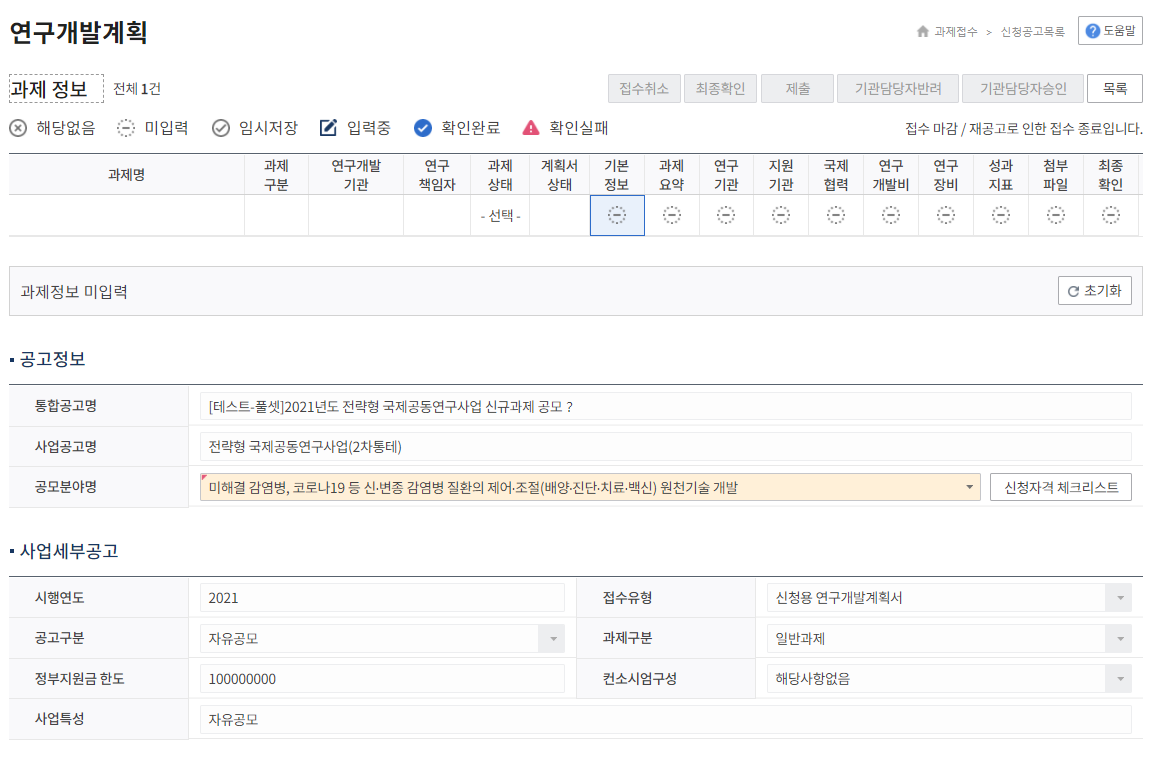 연구개발계획
과제접수 > 신청공고목록 ? 도움말
과제 정보 전체 1건 접수취소 최종확인 제출 기관담당자반려 기관담당자승인 목록
해당없음 미입력 임시저장 입력중 확인완료 확인실패 접수 마감 / 재공고로 인한 접수 종료입니다.
과제명 과제 구분 연구개발 기관 연구 책임자 과제 상태 계획서 상태 기본 정보 과제 요약 연구 기관 지원 기관 국제 협력 연구 개발비 연구 장비 성과 지표 첨부 파일 최종 확인
- 선택 -
과제정보 미입력 초기화
공고정보
통합공고명 [테스트-풀셋]2021년도 전략형 국제공동연구사업 신규과제 공모 ?
사업공고명 전략형 국제공동연구사업(2차통테)
공모분야명 미해결 감염병, 코로나19 등 신·변종 감염병 질환의 제어·조절(배양·진단·치료·백신) 원천기술 개발 신청자격 체크리스트
사업세부공고
시행연도 2021 접수유형 신청용 연구개발계획서
공고구분 자유공모 과제구분 일반과제
정부지원금 한도 100000000 컨소시엄구성 해당사항없음
사업특성 자유공모